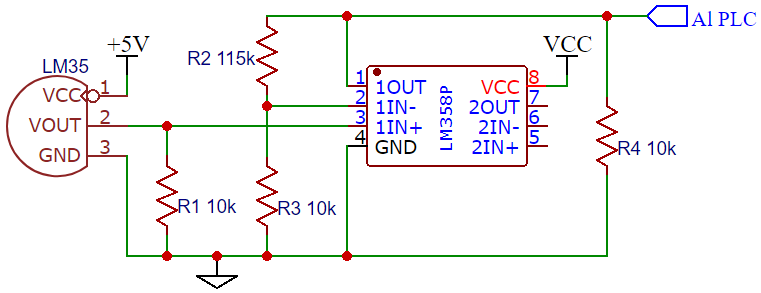 Al PLC
+5V
VCC
R2 115k
LM35
1
1OUT
VCC
8
VCC
1
2
1IN-
2OUT
7
VOUT
2
3
1IN+
2IN-
6
GND
3
4
GND
2IN+
5
LM358P
R4 10k
R1 10k
R3 10k